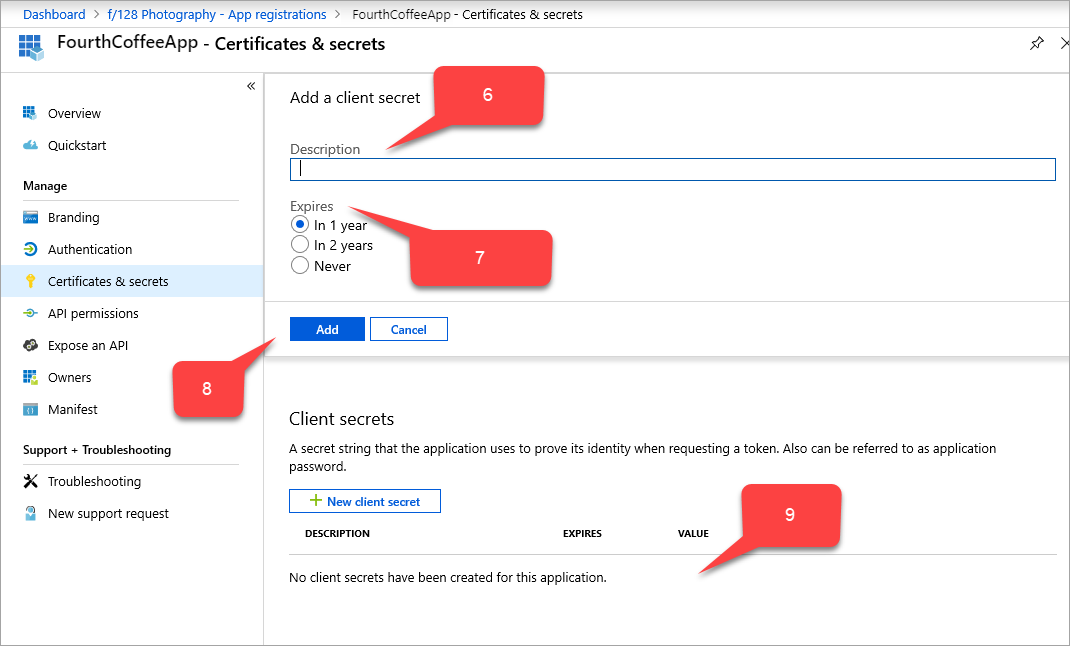 Dashboard > f/128 Photography - App registrations > FourthCoffeeApp - Certificates & secrets
FourthCoffeeApp - Certificates & secrets
«
Overview
Quickstart
Manage
Branding
Authentication
Certificates & secrets
API permissions
Expose an API
Owners
Manifest
Support + Troubleshooting
Troubleshooting
New support request
Add a client secret
6
Description
Expires
In 1 year
In 2 years
Never
7
Add
Cancel
8
Client secrets
A secret string that the application uses to prove its identity when requesting a token. Also can be referred to as application
password.
+ New client secret
9
DESCRIPTION EXPIRES VALUE
No client secrets have been created for this application.